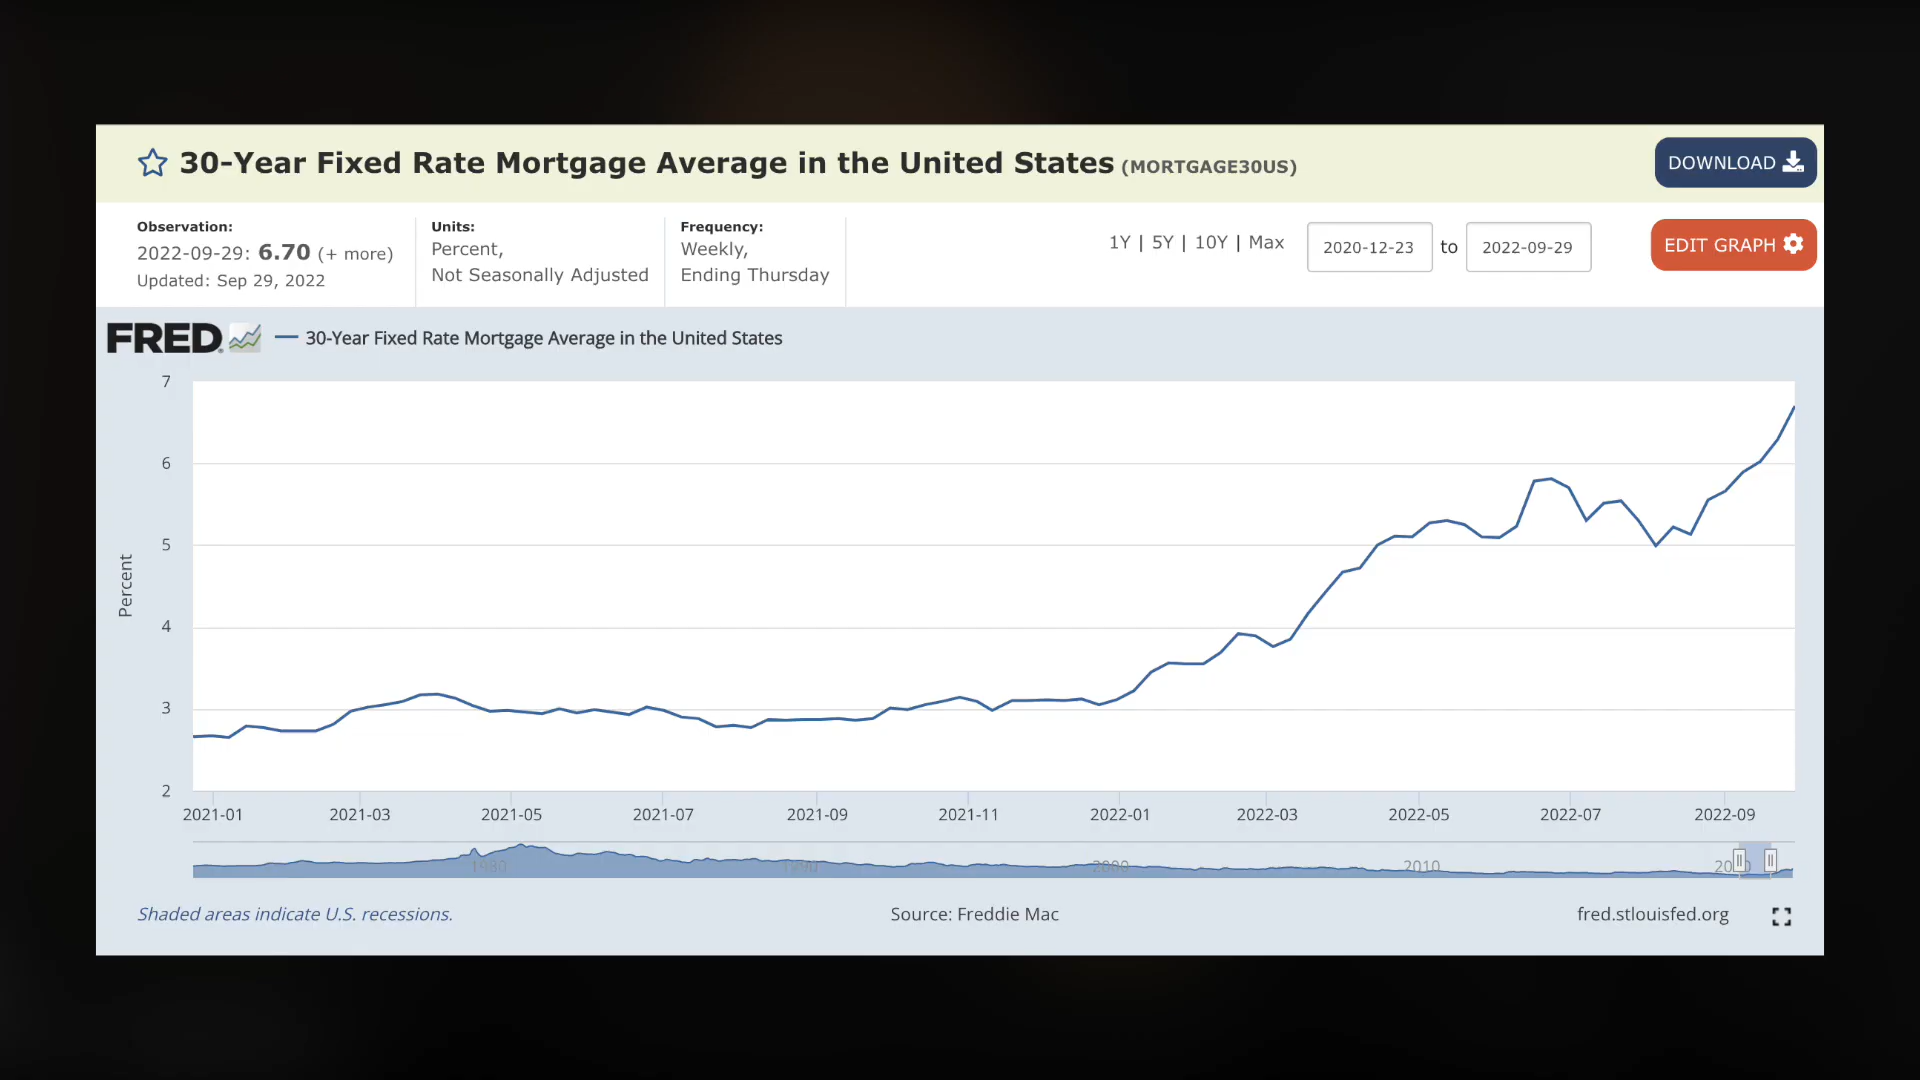 30-Year Fixed Rate Mortgage Average in the United States (MORTGAGE30US)
DOWNLOAD
Observation:
2022-09-29: 6.70 (+ more)
Updated: Sep 29, 2022
Units:
Percent,
Not Seasonally Adjusted
Frequency:
Weekly,
Ending Thursday
1Y | 5Y | 10Y | Max
2020-12-23 to 2022-09-29
EDIT GRAPH
FRED
30-Year Fixed Rate Mortgage Average in the United States
7
6
5
4
3
2
Percent
2021-01 2021-03 2021-05 2021-07 2021-09 2021-11 2022-01 2022-03 2022-05 2022-07 2022-09
1980 1990 2000 2010
Shaded areas indicate U.S. recessions.
Source: Freddie Mac
fred.stlouisfed.org